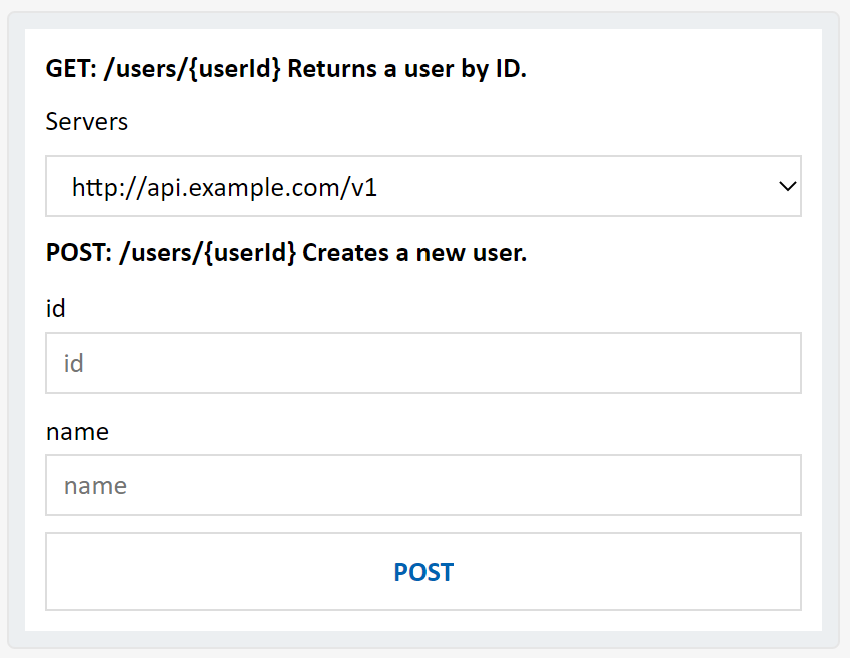 GET: /users/{userId} Returns a user by ID.
Servers
http://api.example.com/v1
POST: /users/{userId} Creates a new user.
id
id
name
name
POST